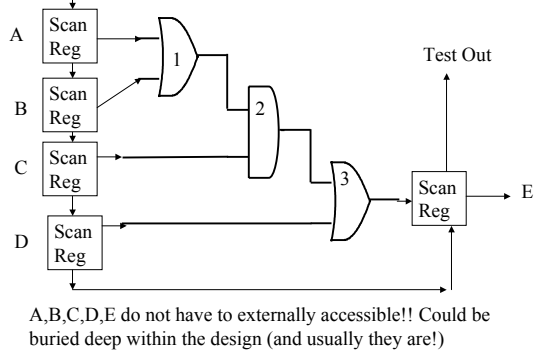 A
Scan
Reg
1
B
Scan
Reg
2
C
Scan
Reg
3
D
Scan
Reg
Test Out
Scan
Reg
E
A,B,C,D,E do not have to externally accessible!! Could be
buried deep within the design (and usually they are!)